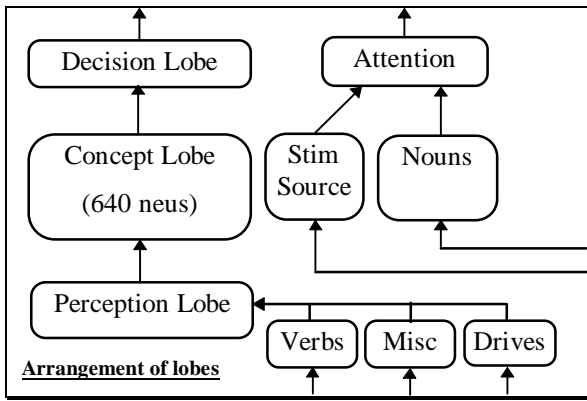 Decision Lobe
Attention
Concept Lobe
(640 neus)
Stim
Source
Nouns
Perception Lobe
Verbs
Misc
Drives
Arrangement of lobes